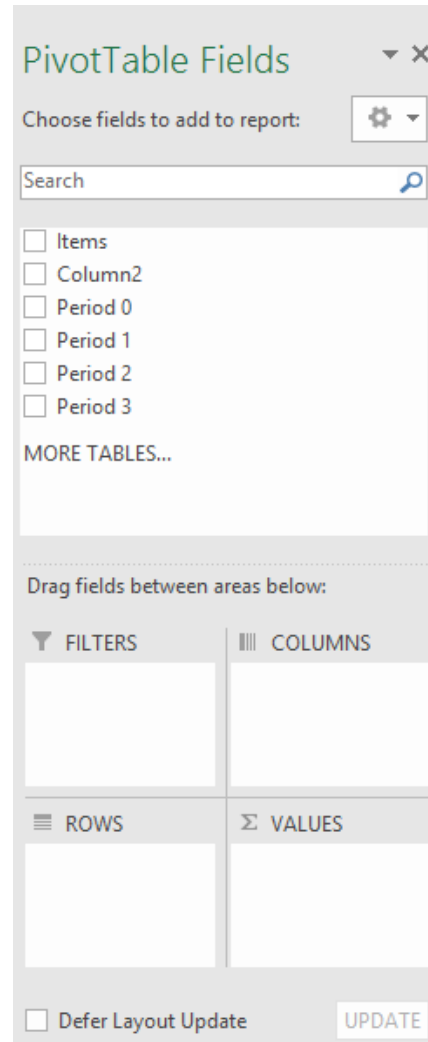 PivotTable Fields
Choose fields to add to report:
Search
Items
Column2
Period 0
Period 1
Period 2
Period 3
MORE TABLES...
Drag fields between areas below:
FILTERS
COLUMNS
ROWS
Σ VALUES
Defer Layout Update
UPDATE